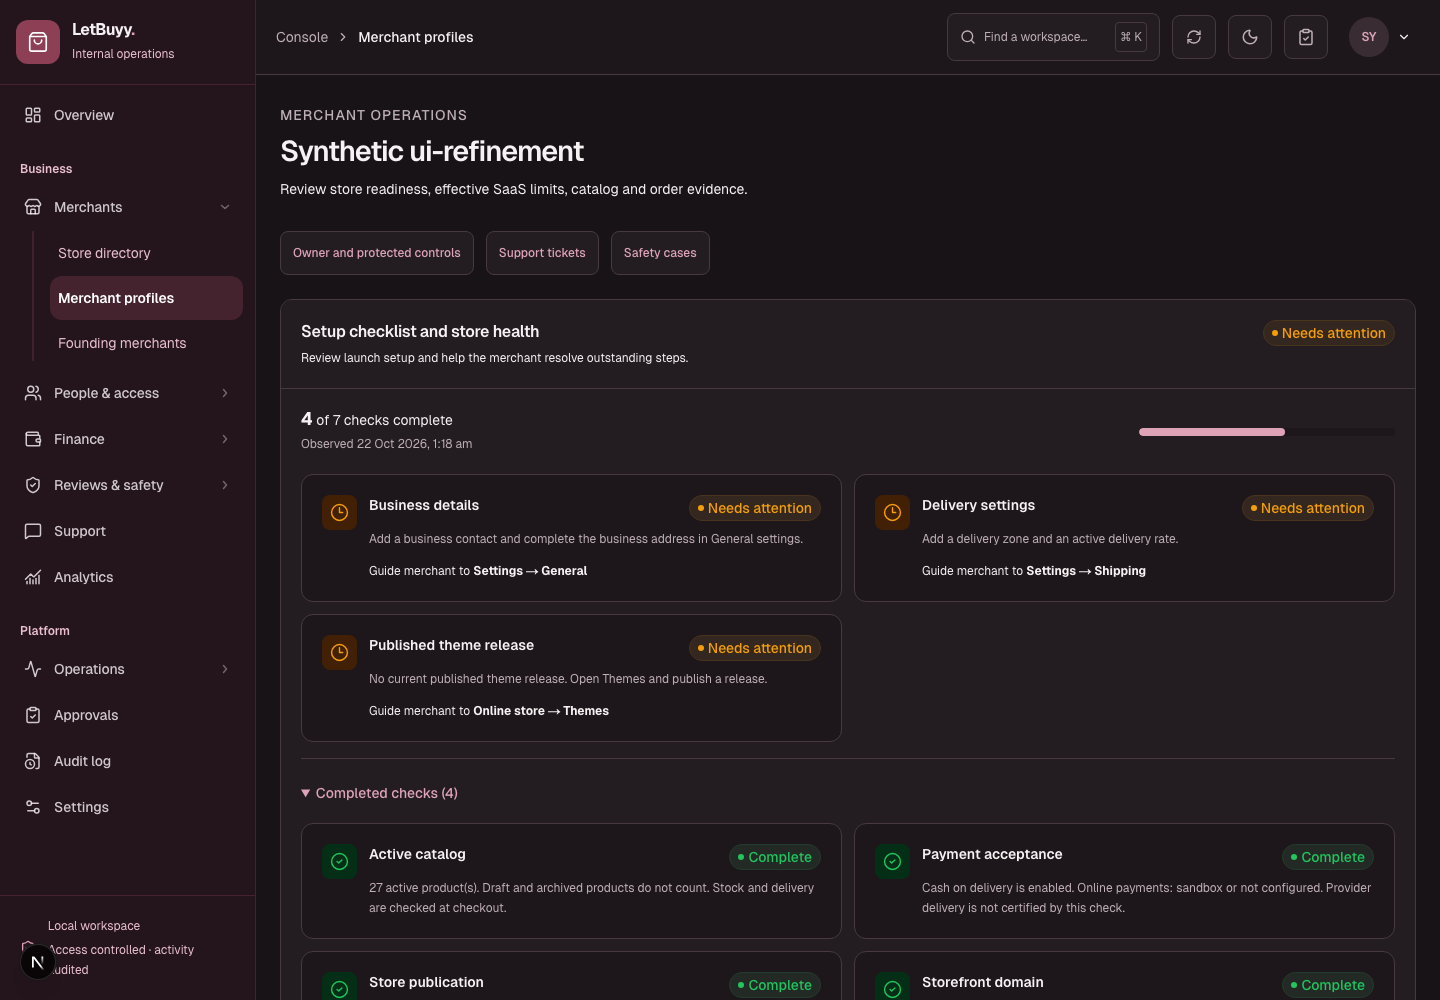 LetBuyy.
Internal operations
Overview
Business
Merchants
Store directory
Merchant profiles
Founding merchants
People & access
Finance
Reviews & safety
Support
Analytics
Platform
Operations
Approvals
Audit log
Settings
Local workspace
Access controlled · activity
audited
N
Console > Merchant profiles
Find a workspace... ⌘ K
SY
MERCHANT OPERATIONS
Synthetic ui-refinement
Review store readiness, effective SaaS limits, catalog and order evidence.
Owner and protected controls
Support tickets
Safety cases
Setup checklist and store health
Needs attention
Review launch setup and help the merchant resolve outstanding steps.
4 of 7 checks complete
Observed 22 Oct 2026, 1:18 am
Business details
Needs attention
Add a business contact and complete the business address in General settings.
Guide merchant to Settings → General
Delivery settings
Needs attention
Add a delivery zone and an active delivery rate.
Guide merchant to Settings → Shipping
Published theme release
Needs attention
No current published theme release. Open Themes and publish a release.
Guide merchant to Online store → Themes
▼ Completed checks (4)
Active catalog
Complete
27 active product(s). Draft and archived products do not count. Stock and delivery
are checked at checkout.
Payment acceptance
Complete
Cash on delivery is enabled. Online payments: sandbox or not configured. Provider
delivery is not certified by this check.
Store publication
Complete
Storefront domain
Complete